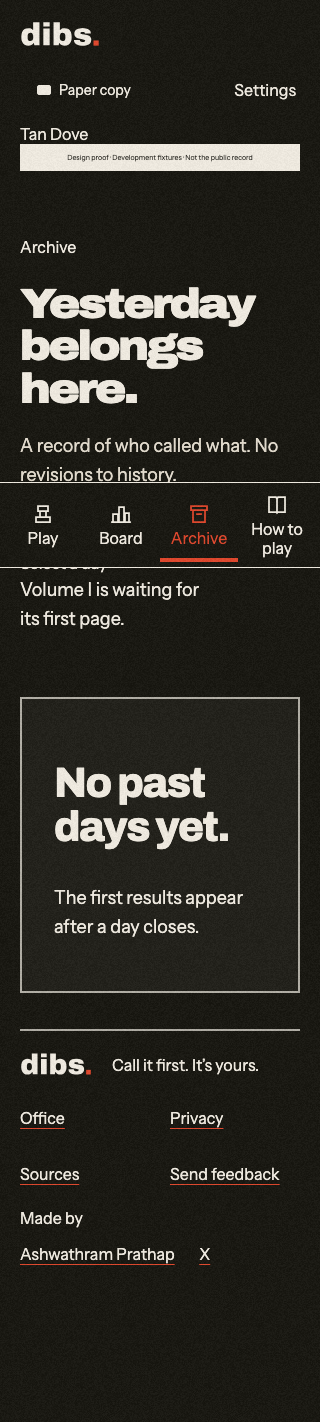 dibs.
Paper copy
Settings
Tan Dove
Design proof · Development fixtures · Not the public record
Archive
Yesterday
belongs
here.
A record of who called what. No
revisions to history.
Play
Board
Archive
How to
play
Volume I is waiting for
its first page.
No past
days yet.
The first results appear
after a day closes.
dibs.
Call it first. It's yours.
Office
Privacy
Sources
Send feedback
Made by
Ashwathram Prathap
X